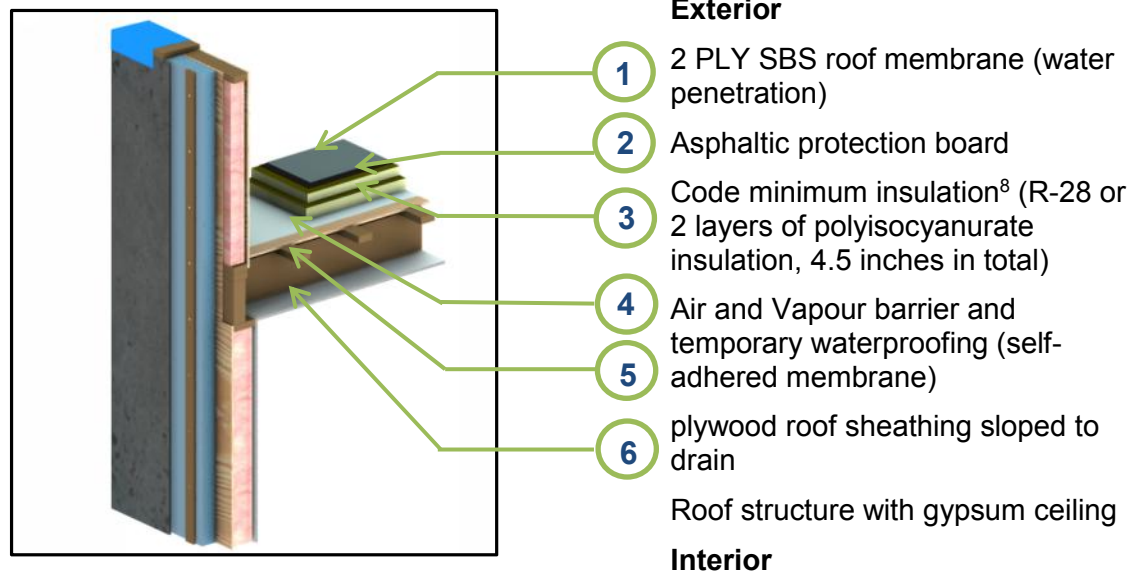 Exterior
1 2 PLY SBS roof membrane (water
penetration)
2 Asphaltic protection board
3 Code minimum insulation⁸ (R-28 or
2 layers of polyisocyanurate
insulation, 4.5 inches in total)
4 Air and Vapour barrier and
temporary waterproofing (self-
adhered membrane)
5
plywood roof sheathing sloped to
drain
6
Roof structure with gypsum ceiling
Interior